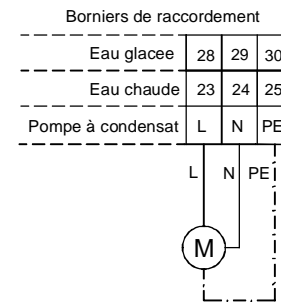 Borniers de raccordement
Eau glacee 28 29 30
Eau chaude 23 24 25
Pompe à condensat L N PE
L N PE
M